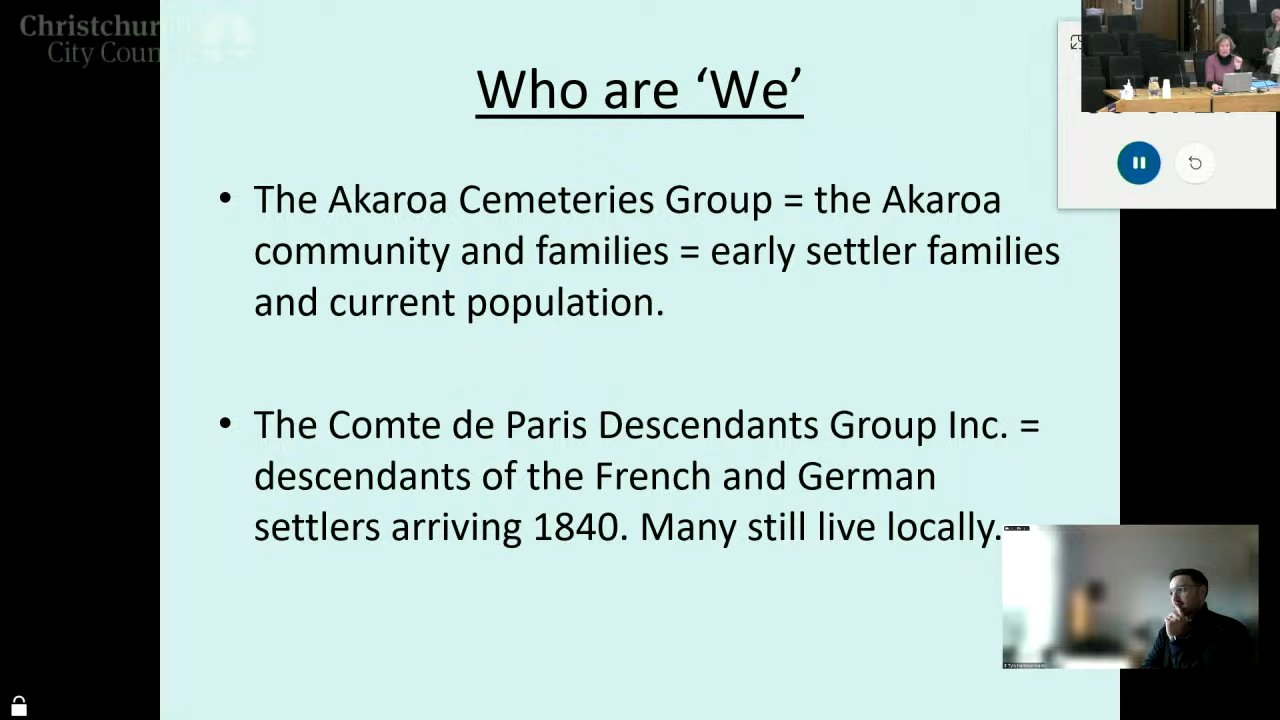 Christchur
City Coun
Who are ‘We’
• The Akaroa Cemeteries Group = the Akaroa
community and families = early settler families
and current population.
• The Comte de Paris Descendants Group Inc. =
descendants of the French and German
settlers arriving 1840. Many still live locally.